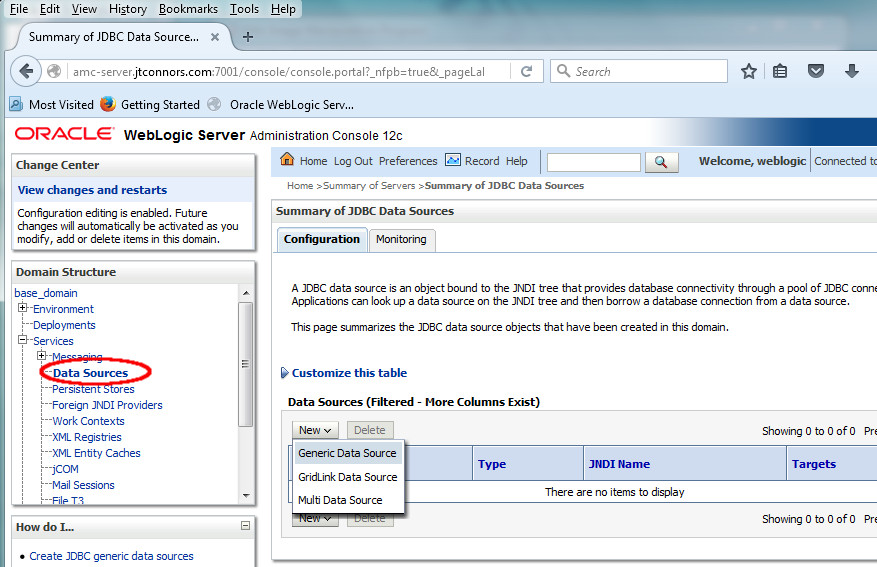 File Edit View History Bookmarks Tools Help
Summary of JDBC Data Source...
amc-server.jtconnors.com:7001/console/console.portal?_nfpb=true&_pageLal
Search
Most Visited Getting Started Oracle WebLogic Serv...
ORACLE WebLogic Server Administration Console 12c
Change Center
View changes and restarts
Configuration editing is enabled. Future
changes will automatically be activated as you
modify, add or delete items in this domain.
Domain Structure
base_domain
Environment
Deployments
Services
Messaging
Data Sources
Persistent Stores
Foreign JNDI Providers
Work Contexts
XML Registries
XML Entity Caches
jCOM
Mail Sessions
File T3
How do I...
Create JDBC generic data sources
Home Log Out Preferences Record Help
Welcome, weblogic Connected to
Home >Summary of Servers >Summary of JDBC Data Sources
Summary of JDBC Data Sources
Configuration Monitoring
A JDBC data source is an object bound to the JNDI tree that provides database connectivity through a pool of JDBC conne
Applications can look up a data source on the JNDI tree and then borrow a database connection from a data source.
This page summarizes the JDBC data source objects that have been created in this domain.
Customize this table
Data Sources (Filtered - More Columns Exist)
New Delete Showing 0 to 0 of 0 Pre
Generic Data Source
GridLink Data Source
Multi Data Source
Type JNDI Name Targets
There are no items to display
New Delete Showing 0 to 0 of 0 Pre